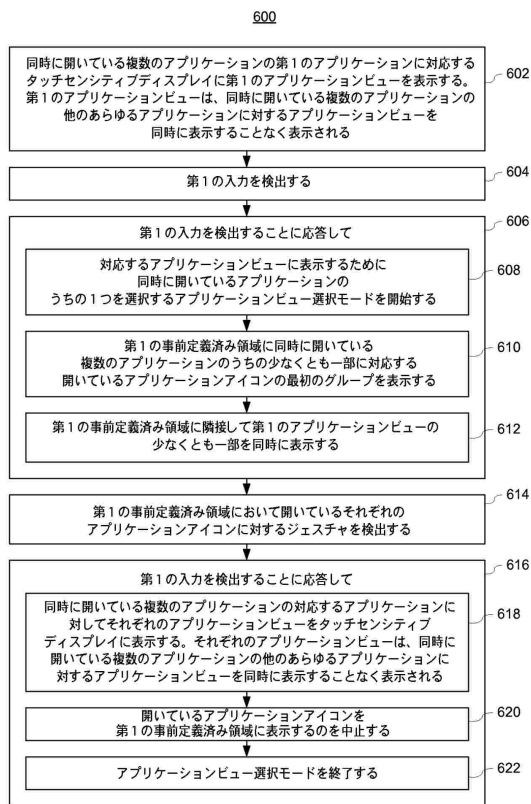 600
同時に開いている複数のアプリケーションの第1のアプリケーションに対応する
タッチセンシティブディスプレイに第1のアプリケーションビューを表示する。
第1のアプリケーションビューは、同時に開いている複数のアプリケーションの
他のあらゆるアプリケーションに対するアプリケーションビューを
同時に表示することなく表示される
602
第1の入力を検出する
604
606
第1の入力を検出することに応答して
対応するアプリケーションビューに表示するために
同時に開いているアプリケーションの
うちの1つを選択するアプリケーションビュー選択モードを開始する
608
第1の事前定義済み領域に同時に開いている
複数のアプリケーションのうちの少なくとも一部に対応する
開いているアプリケーションアイコンの最初のグループを表示する
610
第1の事前定義済み領域に隣接して第1のアプリケーションビューの
少なくとも一部を同時に表示する
612
第1の事前定義済み領域において開いているそれぞれの
アプリケーションアイコンに対するジェスチャを検出する
614
616
第1の入力を検出することに応答して
同時に開いている複数のアプリケーションの対応するアプリケーションに
対してそれぞれのアプリケーションビューをタッチセンシティブ
ディスプレイに表示する。それぞれのアプリケーションビューは、同時に
開いている複数のアプリケーションの他のあらゆるアプリケーションに
対するアプリケーションビューを同時に表示することなく表示される
618
開いているアプリケーションアイコンを
第1の事前定義済み領域に表示するのを中止する
620
アプリケーションビュー選択モードを終了する
622